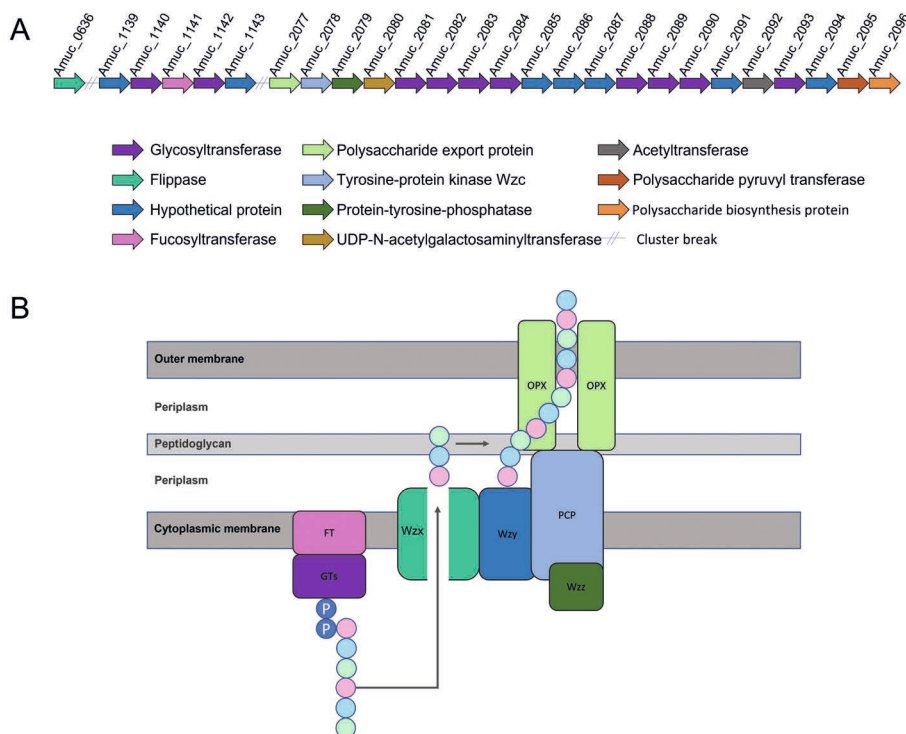 A
Amuc_0636 Amuc_1139 Amuc_1140 Amuc_1141 Amuc_1142 Amuc_1143 Amuc_2077 Amuc_2078 Amuc_2079 Amuc_2080 Amuc_2081 Amuc_2082 Amuc_2083 Amuc_2084 Amuc_2085 Amuc_2086 Amuc_2087 Amuc_2088 Amuc_2089 Amuc_2090 Amuc_2091 Amuc_2092 Amuc_2093 Amuc_2094 Amuc_2095 Amuc_2096
Glycosyltransferase Polysaccharide export protein Acetyltransferase
Flippase Tyrosine-protein kinase Wzc Polysaccharide pyruvyl transferase
Hypothetical protein Protein-tyrosine-phosphatase Polysaccharide biosynthesis protein
Fucosyltransferase UDP-N-acetylgalactosaminyltransferase Cluster break
B
Outer membrane
OPX OPX
Periplasm
Peptidoglycan
Periplasm
Cytoplasmic membrane FT Wzx Wzy PCP
GTs Wzz
P
P